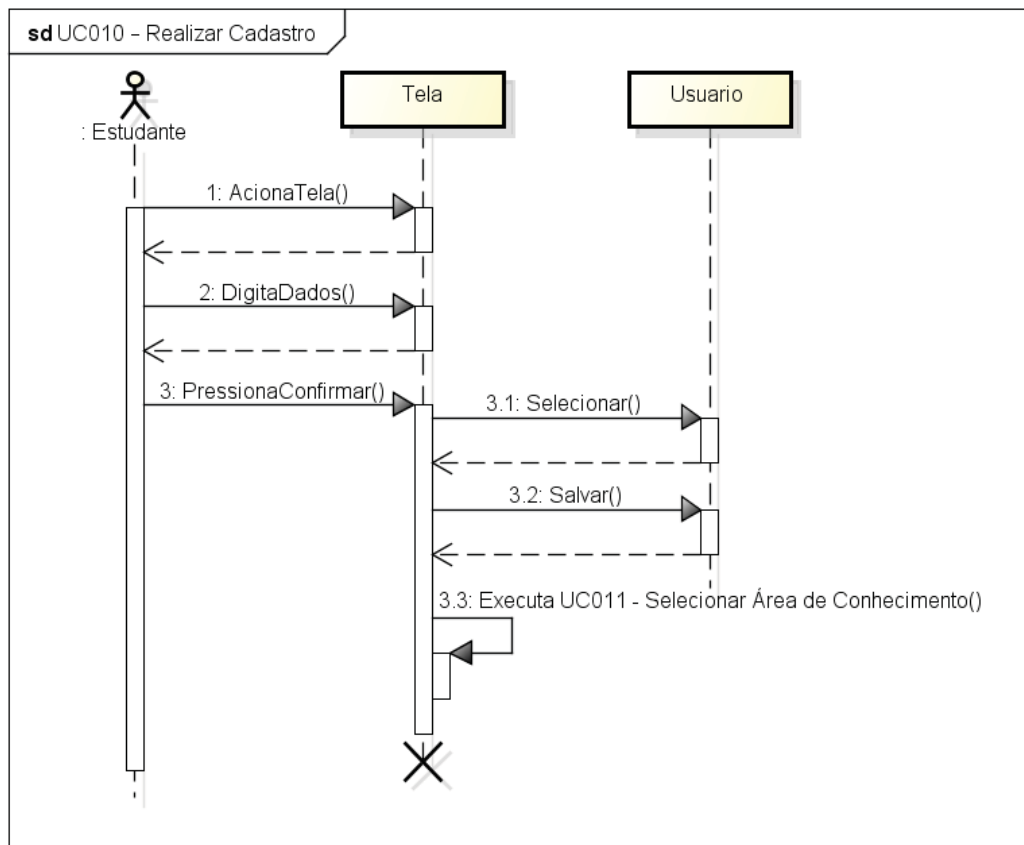 sd UC010 - Realizar Cadastro
: Estudante
Tela
Usuario
1: AcionaTela()
2: DigitaDados()
3: PressionaConfirmar()
3.1: Selecionar()
3.2: Salvar()
3.3: Executa UC011 - Selecionar Área de Conhecimento()